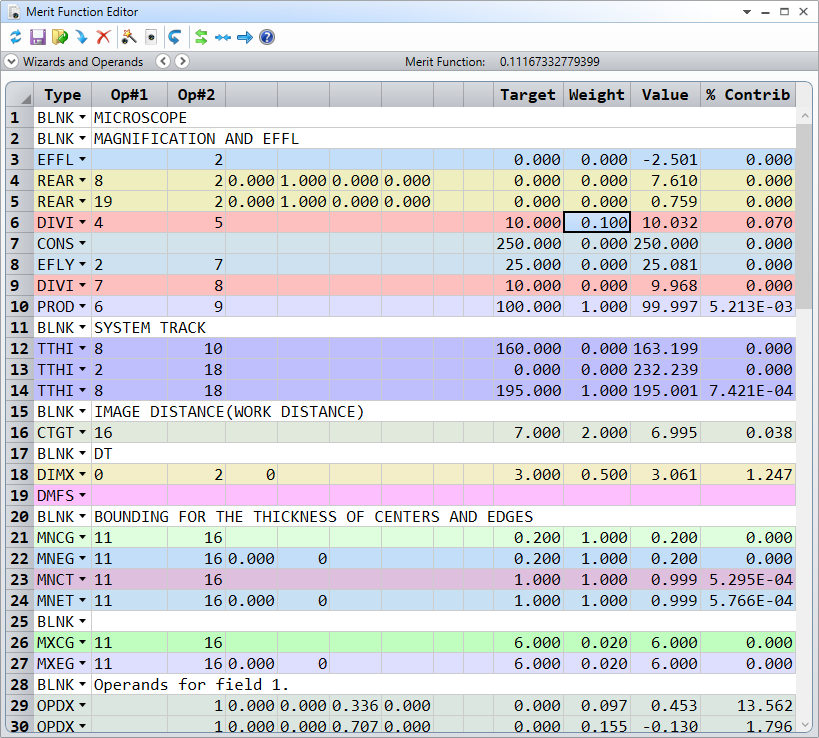 Merit Function Editor
Wizards and Operands Merit Function: 0.11167332779399
Type Op#1 Op#2 Target Weight Value % Contrib
1 BLNK MICROSCOPE
2 BLNK MAGNIFICATION AND EFFL
3 EFFL 2 0.000 0.000 -2.501 0.000
4 REAR 8 2 0.000 1.000 0.000 0.000 0.000 0.000 7.610 0.000
5 REAR 19 2 0.000 1.000 0.000 0.000 0.000 0.000 0.759 0.000
6 DIVI 4 5 10.000 0.100 10.032 0.070
7 CONS 250.000 0.000 250.000 0.000
8 EFLY 2 7 25.000 0.000 25.081 0.000
9 DIVI 7 8 10.000 0.000 9.968 0.000
10 PROD 6 9 100.000 1.000 99.997 5.213E-03
11 BLNK SYSTEM TRACK
12 TTHI 8 10 160.000 0.000 163.199 0.000
13 TTHI 2 18 0.000 0.000 232.239 0.000
14 TTHI 8 18 195.000 1.000 195.001 7.421E-04
15 BLNK IMAGE DISTANCE(WORK DISTANCE)
16 CTGT 16 7.000 2.000 6.995 0.038
17 BLNK DT
18 DIMX 0 2 0 3.000 0.500 3.061 1.247
19 DMFS
20 BLNK BOUNDING FOR THE THICKNESS OF CENTERS AND EDGES
21 MNCG 11 16 0.200 1.000 0.200 0.000
22 MNEG 11 16 0.000 0 0.200 1.000 0.200 0.000
23 MNCT 11 16 1.000 1.000 0.999 5.295E-04
24 MNET 11 16 0.000 0 1.000 1.000 0.999 5.766E-04
25 BLNK
26 MXCG 11 16 6.000 0.020 6.000 0.000
27 MXEG 11 16 0.000 0 6.000 0.020 6.000 0.000
28 BLNK Operands for field 1.
29 OPDX 1 0.000 0.000 0.336 0.000 0.000 0.097 0.453 13.562
30 OPDX 1 0.000 0.000 0.707 0.000 0.000 0.155 -0.130 1.796